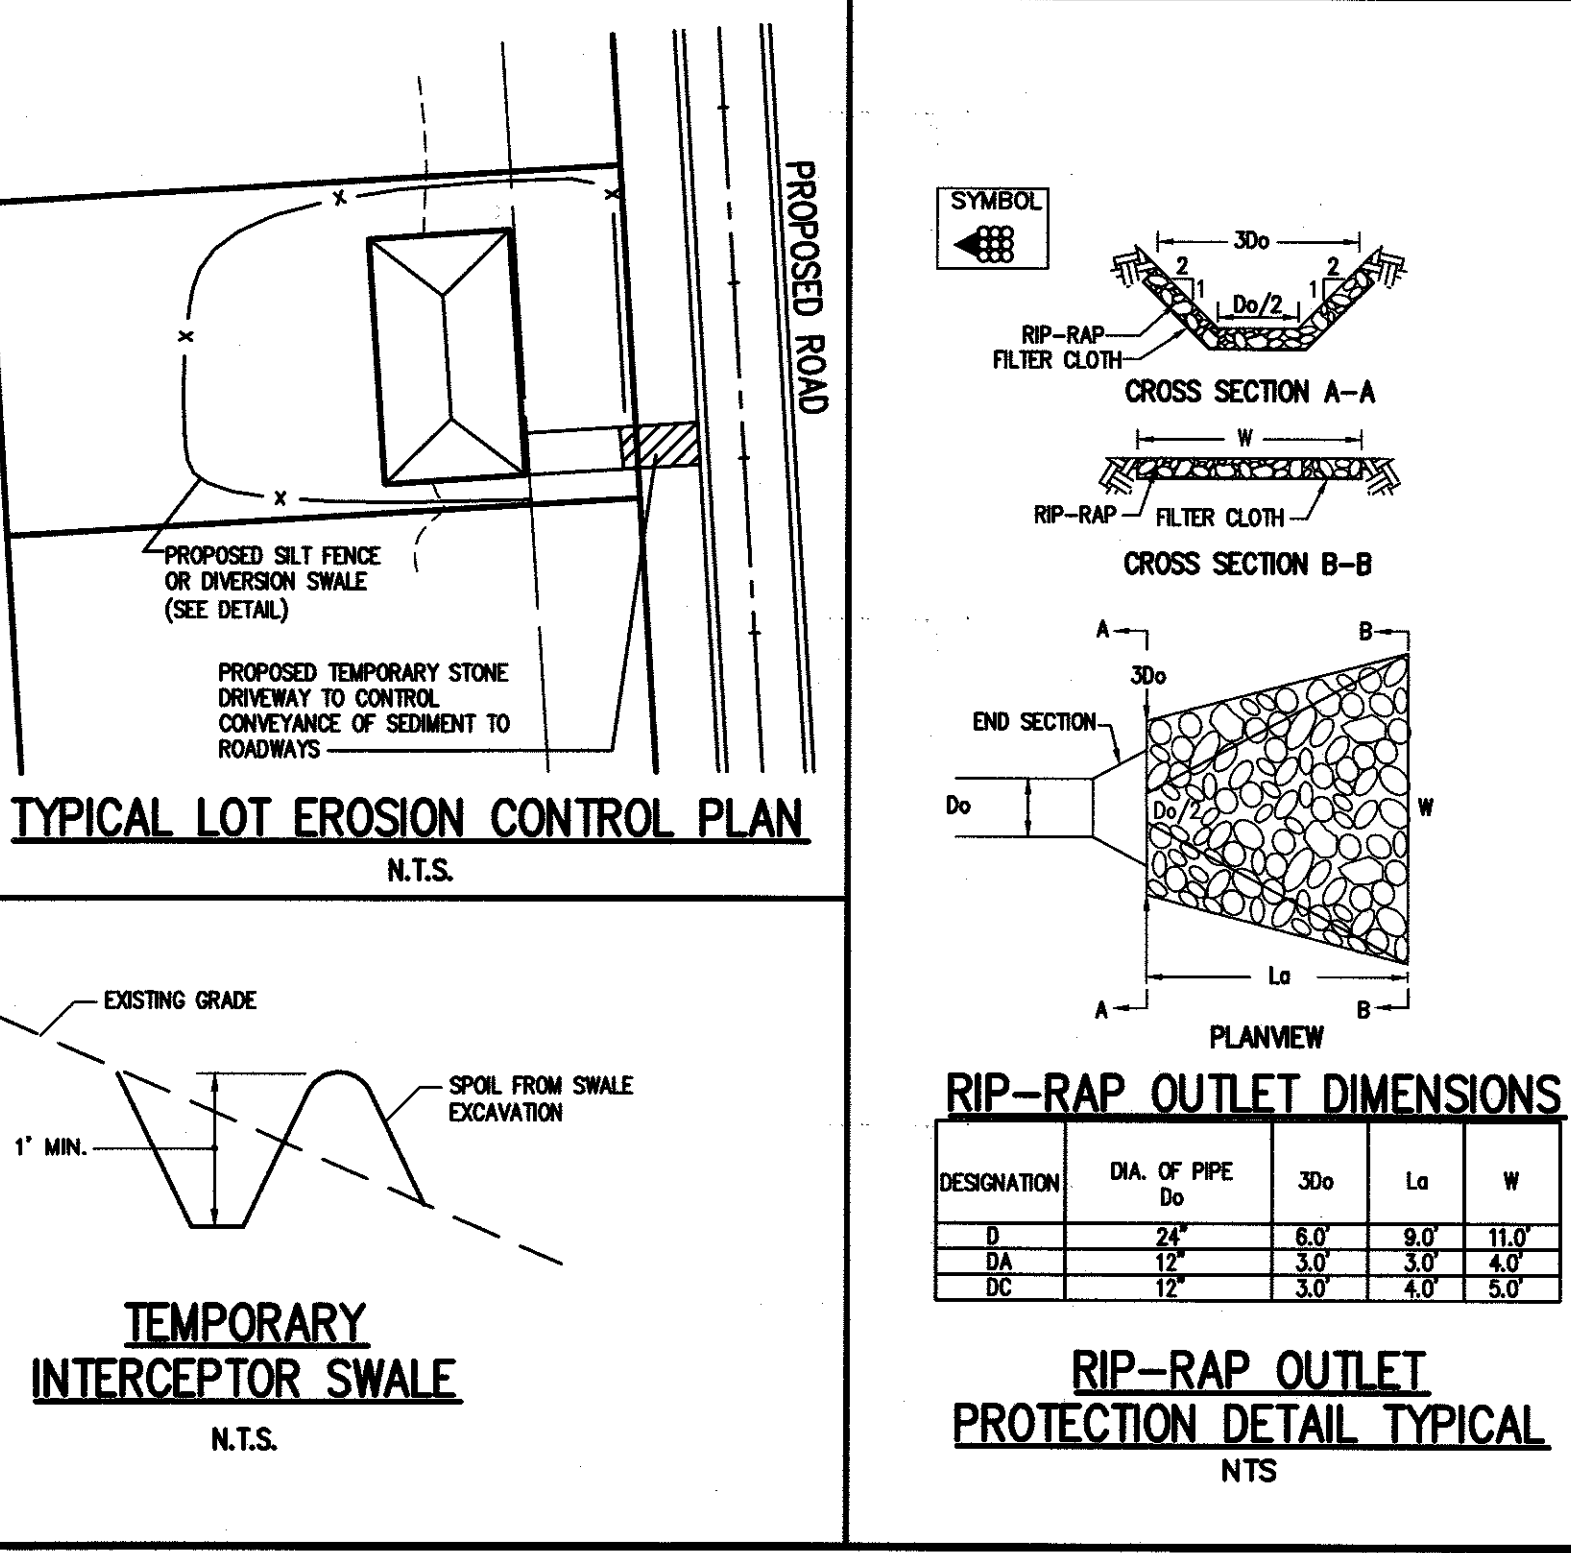 PROPOSED ROAD
PROPOSED SILT FENCE
OR DIVERSION SWALE
(SEE DETAIL)
PROPOSED TEMPORARY STONE
DRIVEWAY TO CONTROL
CONVEYANCE OF SEDIMENT TO
ROADWAYS
TYPICAL LOT EROSION CONTROL PLAN
N.T.S.
EXISTING GRADE
SPOIL FROM SWALE
EXCAVATION
1' MIN.
TEMPORARY
INTERCEPTOR SWALE
N.T.S.
SYMBOL
3Do
2 2
1 1
Do/2
RIP-RAP
FILTER CLOTH
CROSS SECTION A-A
W
RIP-RAP FILTER CLOTH
CROSS SECTION B-B
A B
3Do
END SECTION
Do Do/2 W
La
A B
PLANVIEW
RIP-RAP OUTLET DIMENSIONS
DESIGNATION DIA. OF PIPE Do 3Do La W
D 24" 6.0' 9.0' 11.0'
DA 12" 3.0' 3.0' 4.0'
DC 12" 3.0' 4.0' 5.0'
RIP-RAP OUTLET
PROTECTION DETAIL TYPICAL
NTS